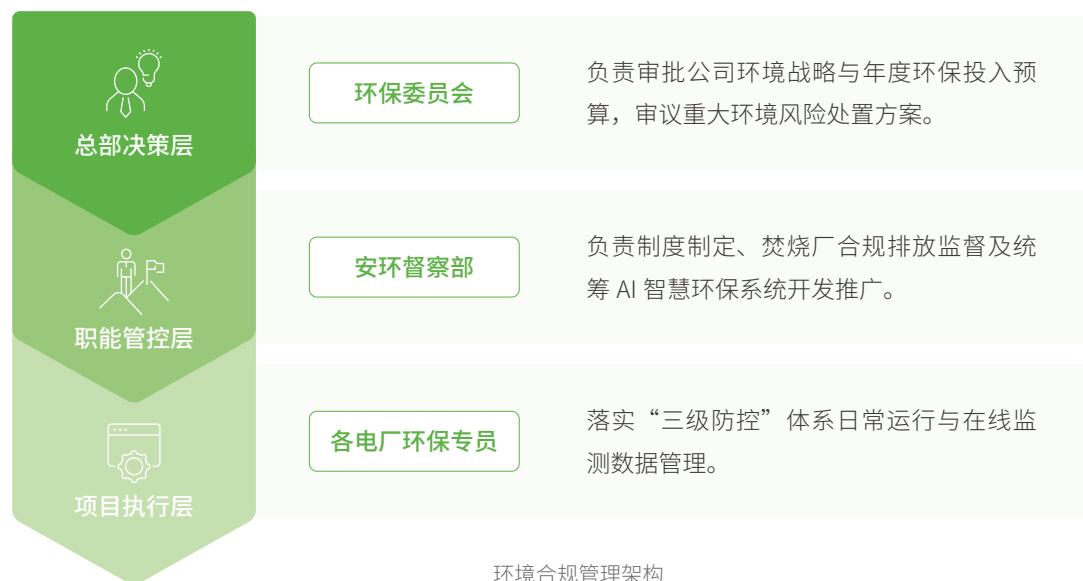 总部决策层
环保委员会
负责审批公司环境战略与年度环保投入预
算，审议重大环境风险处置方案。
职能管控层
安环督察部
负责制度制定、焚烧厂合规排放监督及统
筹 AI 智慧环保系统开发推广。
项目执行层
各电厂环保专员
落实“三级防控”体系日常运行与在线监
测数据管理。
环境合规管理架构